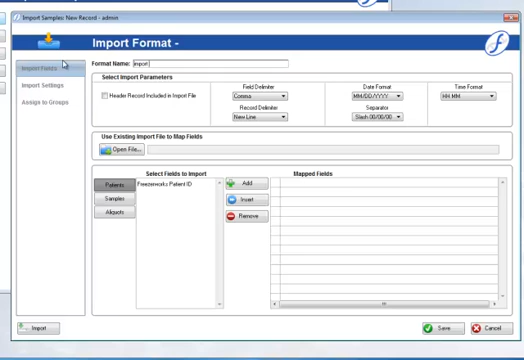 Import Samples: New Record - admin
Import Format -
Import Fields
Import Settings
Assign to Groups
Format Name: import
Select Import Parameters
Header Record Included in Import File
Field Delimiter
Comma
Record Delimiter
New Line
Date Format
MM/DD/YYYY
Separator
Slash 00/00/00
Time Format
HH:MM
Use Existing Import File to Map Fields
Open File...
Select Fields to Import
Mapped Fields
Patients
Samples
Aliquots
Freezerworks Patient ID
Add
Insert
Remove
Import
Save
Cancel